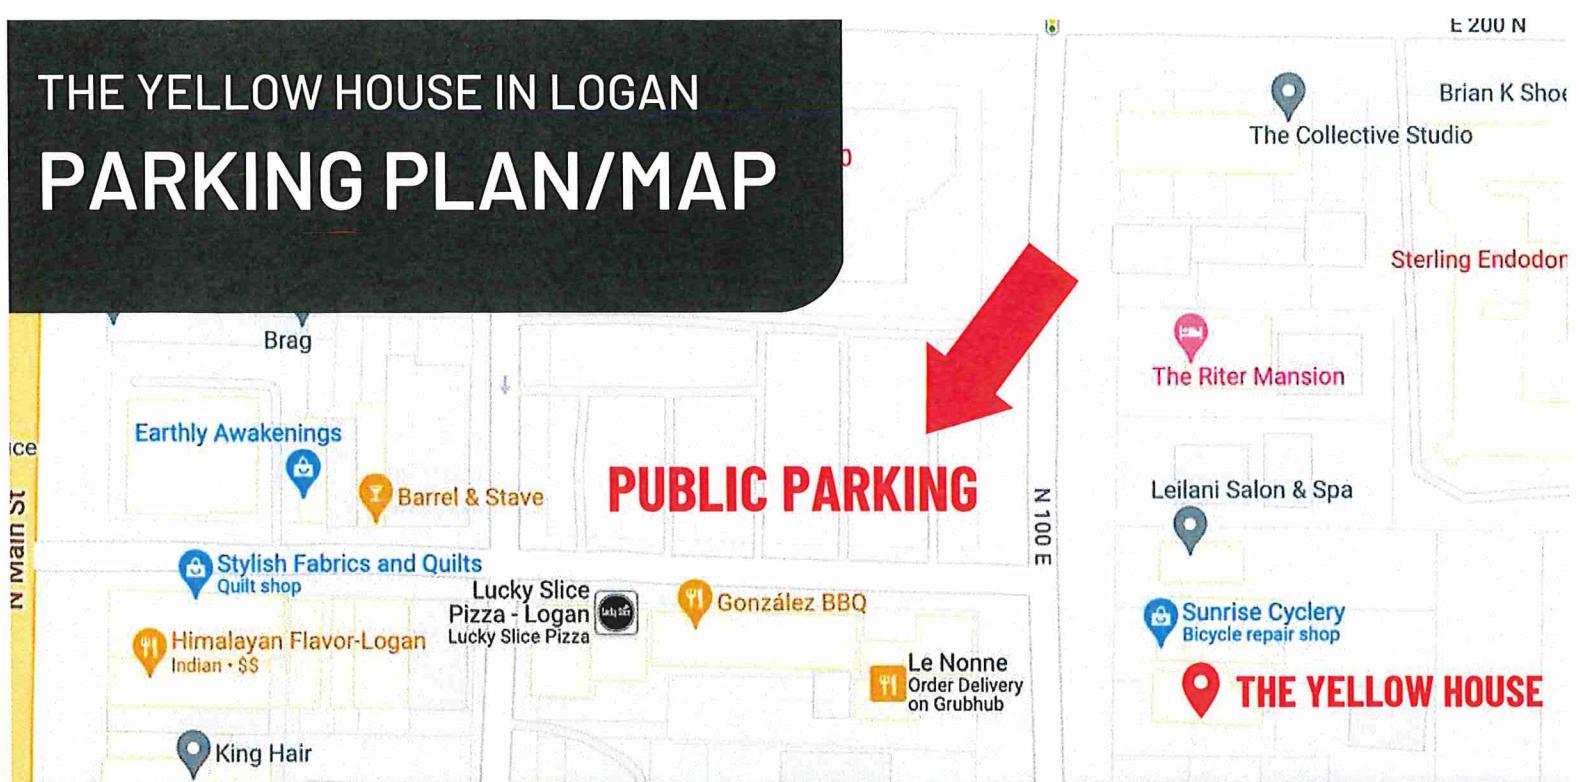 THE YELLOW HOUSE IN LOGAN
PARKING PLAN/MAP
E 200 N
Brian K Shoe
The Collective Studio
Sterling Endodon
Brag
The Riter Mansion
Earthly Awakenings
ice
Barrel & Stave
PUBLIC PARKING
N 100 E
Leilani Salon & Spa
N Main St
Stylish Fabrics and Quilts
Quilt shop
Lucky Slice
Pizza - Logan
Lucky Slice Pizza
González BBQ
Sunrise Cyclery
Bicycle repair shop
Himalayan Flavor-Logan
Indian · $$
Le Nonne
Order Delivery
on Grubhub
THE YELLOW HOUSE
King Hair